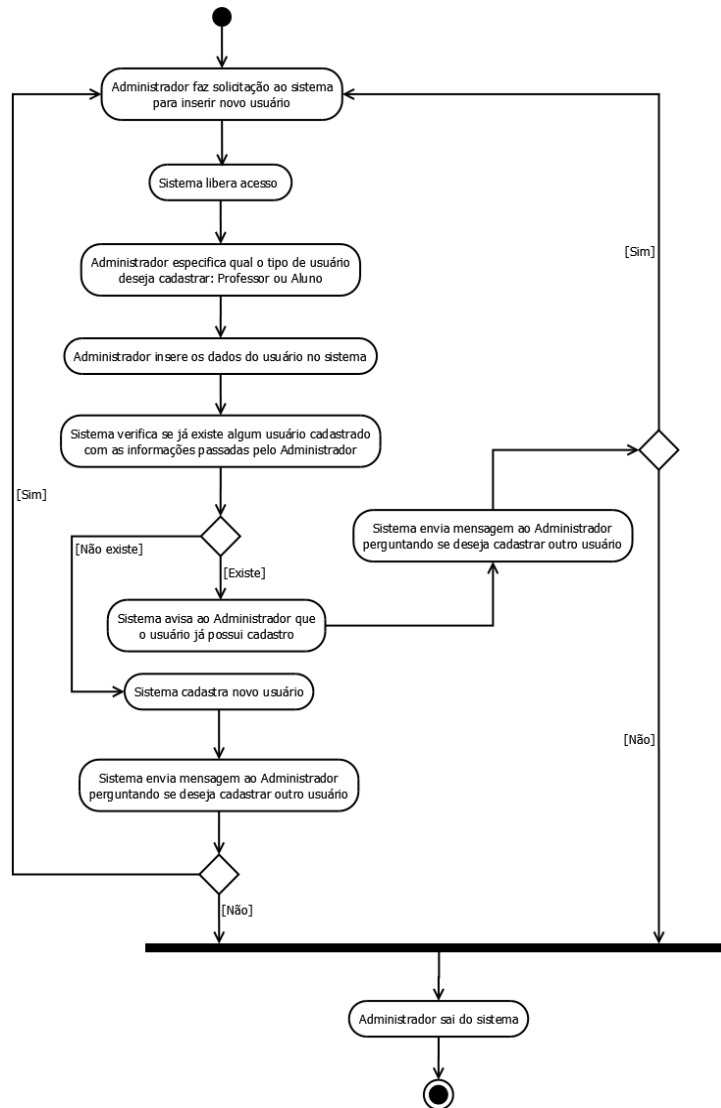 Administrador faz solicitação ao sistema
para inserir novo usuário
Sistema libera acesso
Administrador especifica qual o tipo de usuário
deseja cadastrar: Professor ou Aluno
[Sim]
Administrador insere os dados do usuário no sistema
Sistema verifica se já existe algum usuário cadastrado
com as informações passadas pelo Administrador
[Sim]
[Não existe]
[Existe]
Sistema envia mensagem ao Administrador
perguntando se deseja cadastrar outro usuário
Sistema avisa ao Administrador que
o usuário já possui cadastro
Sistema cadastra novo usuário
[Não]
Sistema envia mensagem ao Administrador
perguntando se deseja cadastrar outro usuário
[Não]
Administrador sai do sistema